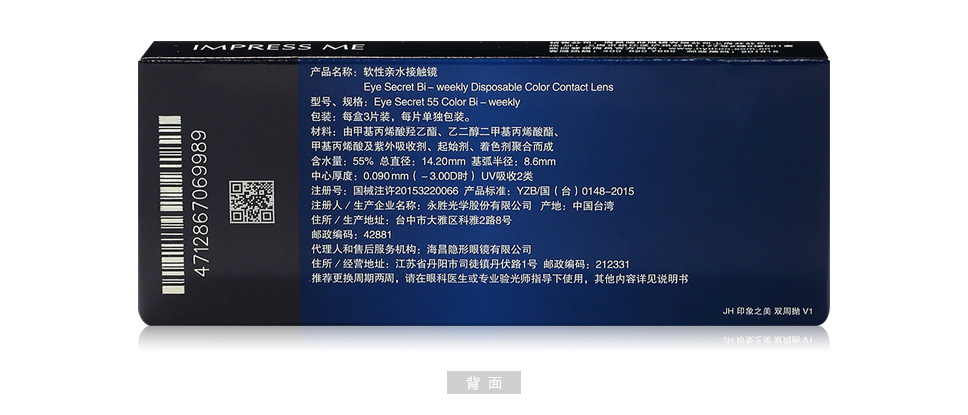 IMPRESS ME
产品名称：软性亲水接触镜
Eye Secret Bi－weekly Disposable Color Contact Lens
型号、规格：Eye Secret 55 Color Bi－weekly
包装：每盒3片装，每片单独包装。
材料：由甲基丙烯酸羟乙酯、乙二醇二甲基丙烯酸酯、
甲基丙烯酸及紫外吸收剂、起始剂、着色剂聚合而成
含水量：55% 总直径：14.20mm 基弧半径：8.6mm
中心厚度：0.090mm（－3.00D时）UV吸收2类
注册号：国械注许20153220066 产品标准：YZB/国（台）0148-2015
注册人／生产企业名称：永胜光学股份有限公司 产地：中国台湾
住所／生产地址：台中市大雅区科雅2路8号
邮政编码：42881
代理人和售后服务机构：海昌隐形眼镜有限公司
住所／经营地址：江苏省丹阳市司徒镇丹伏路1号 邮政编码：212331
推荐更换周期两周，请在眼科医生或专业验光师指导下使用，其他内容详见说明书
4712867069989
JH 印象之美 双周抛 V1
背面